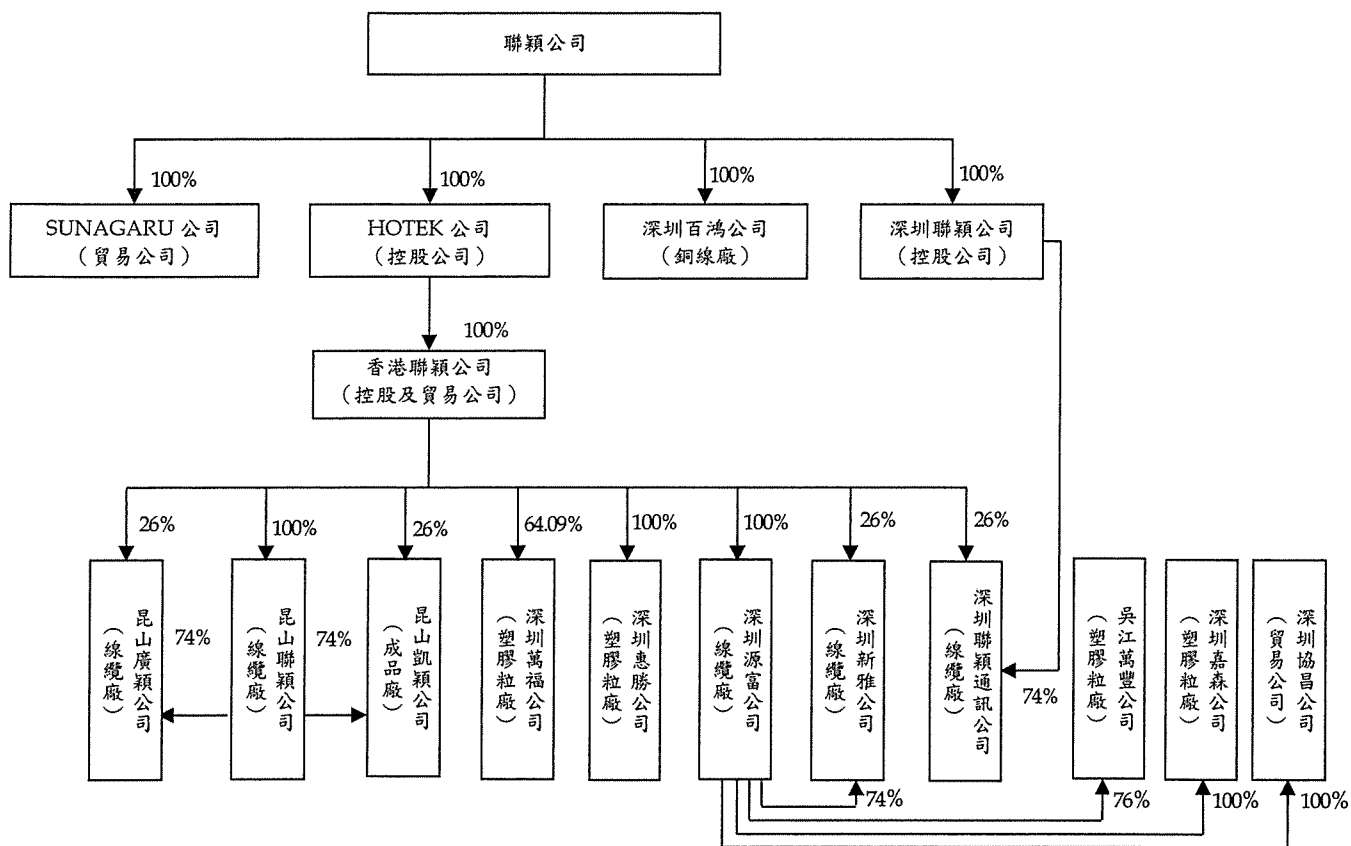 聯穎公司
100%
100%
100%
100%
SUNAGARU 公司
（貿易公司）
HOTEK 公司
（控股公司）
深圳百鴻公司
（銅線廠）
深圳聯穎公司
（控股公司）
100%
香港聯穎公司
（控股及貿易公司）
26%
100%
26%
64.09%
100%
100%
26%
26%
昆山廣穎公司
（線纜廠）
74%
昆山聯穎公司
（線纜廠）
74%
昆山凱穎公司
（成品廠）
深圳萬福公司
（塑膠粒廠）
深圳惠勝公司
（塑膠粒廠）
深圳源富公司
（線纜廠）
深圳新雅公司
（線纜廠）
深圳聯穎通訊公司
（線纜廠）
74%
吳江萬豐公司
（塑膠粒廠）
深圳嘉森公司
（塑膠粒廠）
深圳協昌公司
（貿易公司）
74%
76%
100%
100%